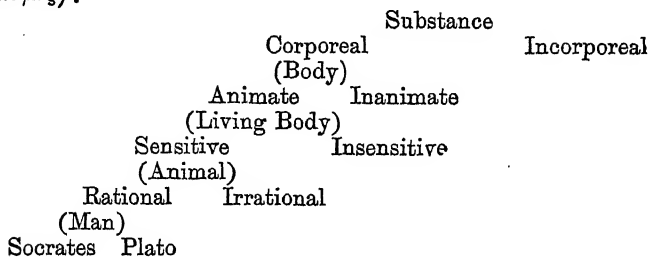 Substance
Corporeal Incorporeal
(Body)
Animate Inanimate
(Living Body)
Sensitive Insensitive
(Animal)
Rational Irrational
(Man)
Socrates Plato